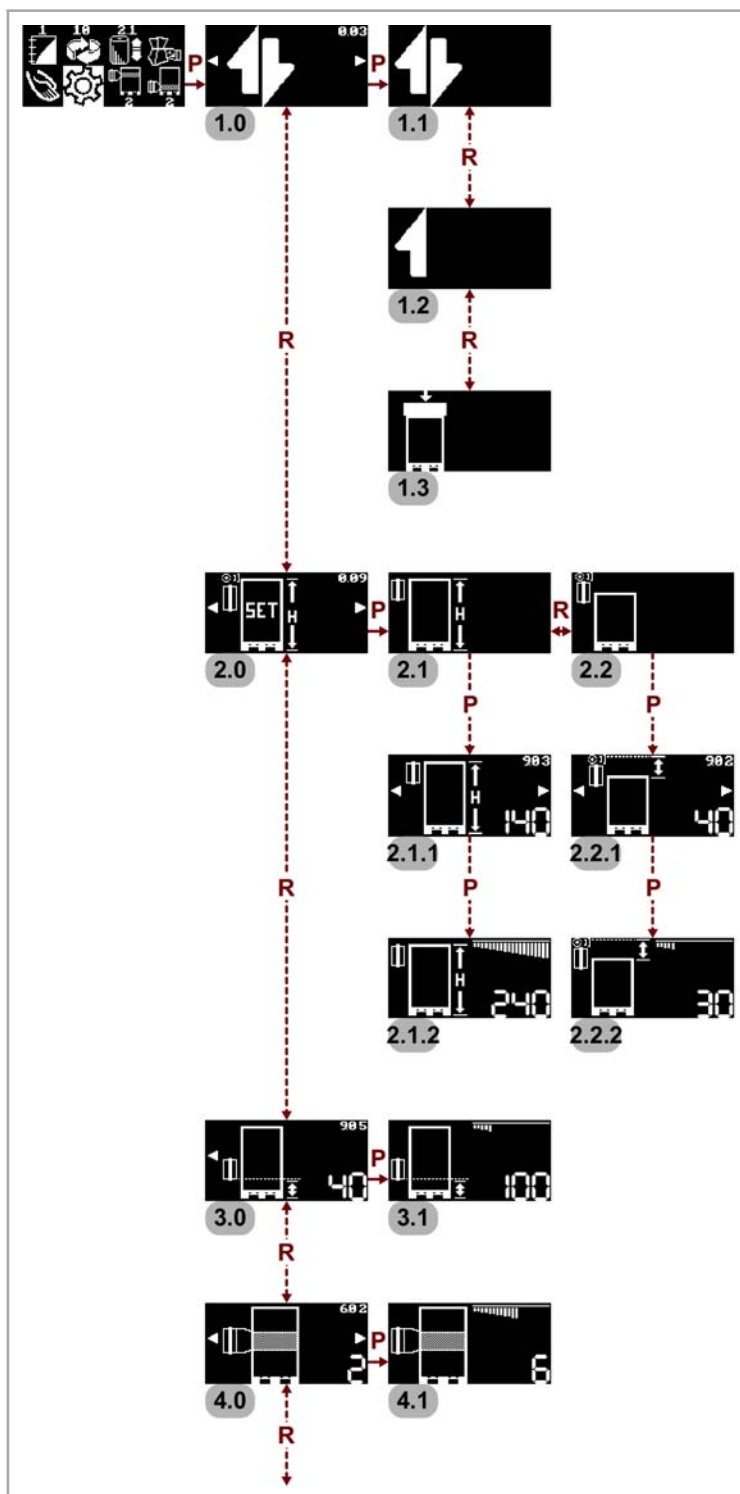 1 10 21
P
0.03
P
2 2
1.0 1.1
R
1.2
R
R
1.3
0.09
SET H
P
H
R
2.0 2.1 2.2
P P
903 902
H 140 40
2.1.1 2.2.1
R
P P
H 240 30
2.1.2 2.2.2
905
P
40 100
3.0 3.1
R
602
P
2 6
4.0 4.1
R